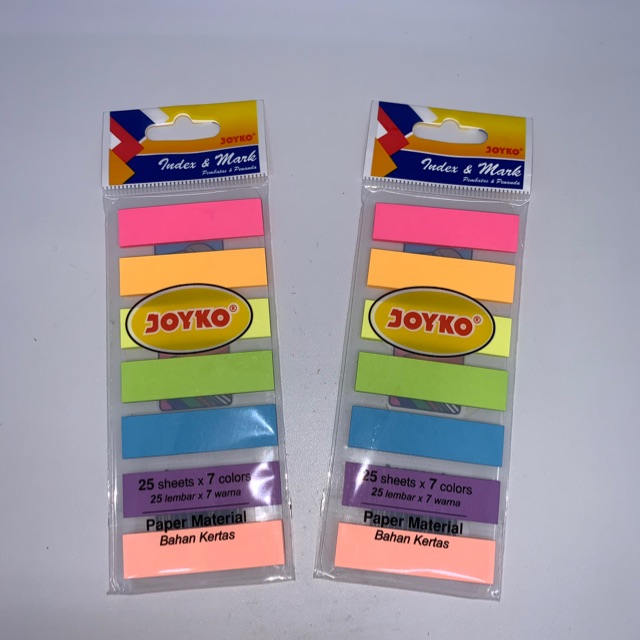 JOYKO®
Index & Mark
Pembatas & Penanda
JOYKO®
25 sheets x 7 colors
25 lembar x 7 warna
Paper Material
Bahan Kertas
JOYKO®
Index & Mark
Pembatas & Penanda
JOYKO®
25 sheets x 7 colors
25 lembar x 7 warna
Paper Material
Bahan Kertas